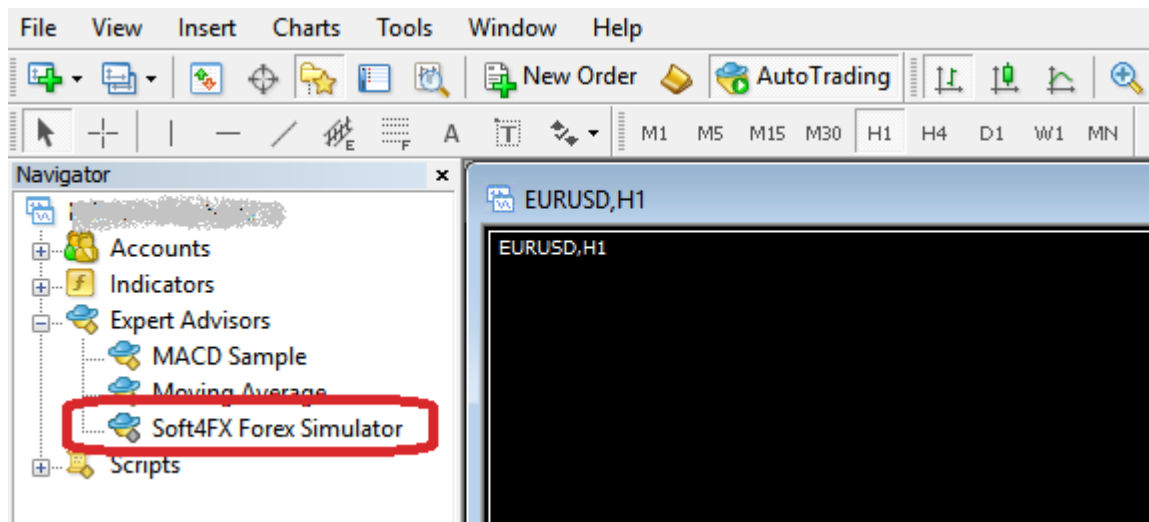 File View Insert Charts Tools Window Help
New Order AutoTrading
E F A T M1 M5 M15 M30 H1 H4 D1 W1 MN
Navigator
EURUSD,H1
EURUSD,H1
Accounts
Indicators
Expert Advisors
MACD Sample
Moving Average
Soft4FX Forex Simulator
Scripts